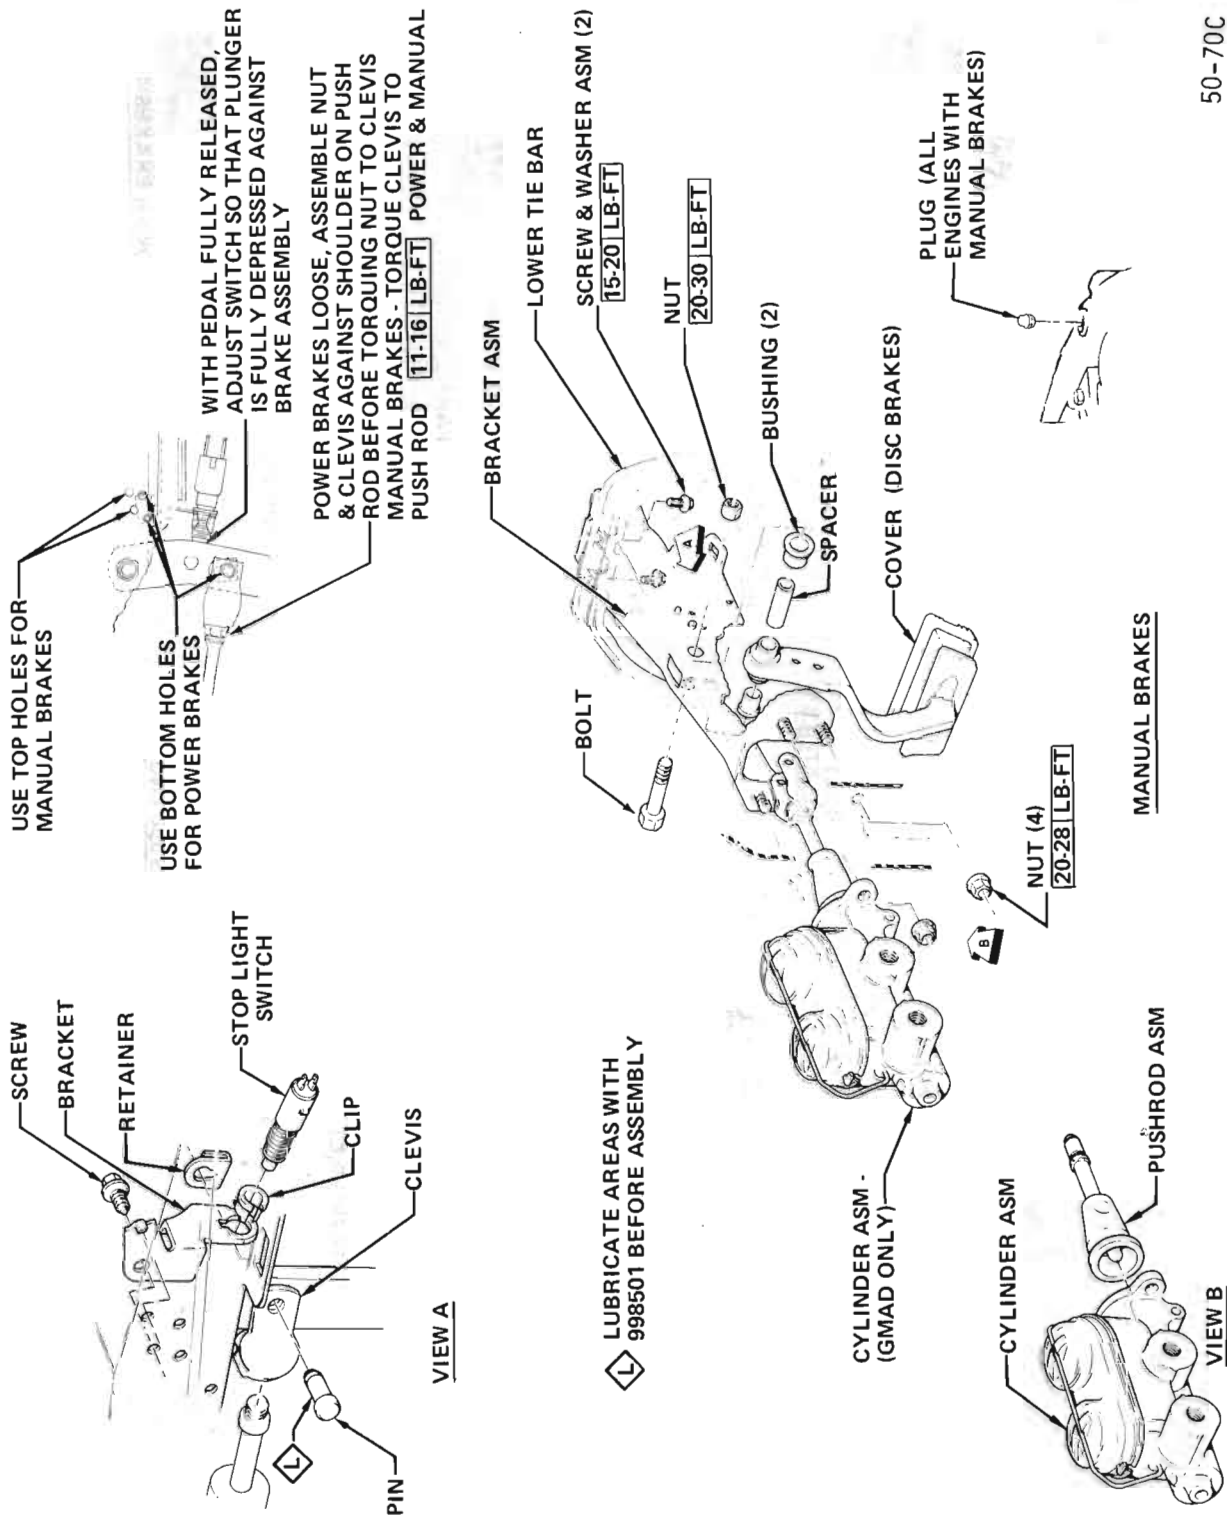 USE TOP HOLES FOR
MANUAL BRAKES
USE BOTTOM HOLES
FOR POWER BRAKES
WITH PEDAL FULLY RELEASED,
ADJUST SWITCH SO THAT PLUNGER
IS FULLY DEPRESSED AGAINST
BRAKE ASSEMBLY
POWER BRAKES LOOSE, ASSEMBLE NUT
& CLEVIS AGAINST SHOULDER ON PUSH
ROD BEFORE TORQUING NUT TO CLEVIS
MANUAL BRAKES - TORQUE CLEVIS TO
PUSH ROD 11-16 LB-FT POWER & MANUAL
SCREW
BRACKET
RETAINER
STOP LIGHT
SWITCH
CLIP
CLEVIS
L
PIN
VIEW A
L LUBRICATE AREAS WITH
998501 BEFORE ASSEMBLY
BRACKET ASM
LOWER TIE BAR
SCREW & WASHER ASM (2)
15-20 LB-FT
NUT
20-30 LB-FT
A
BOLT
BUSHING (2)
SPACER
COVER (DISC BRAKES)
NUT (4)
20-28 LB-FT
B
CYLINDER ASM -
(GMAD ONLY)
PLUG (ALL
ENGINES WITH
MANUAL BRAKES)
MANUAL BRAKES
CYLINDER ASM
PUSHROD ASM
VIEW B
50-70C